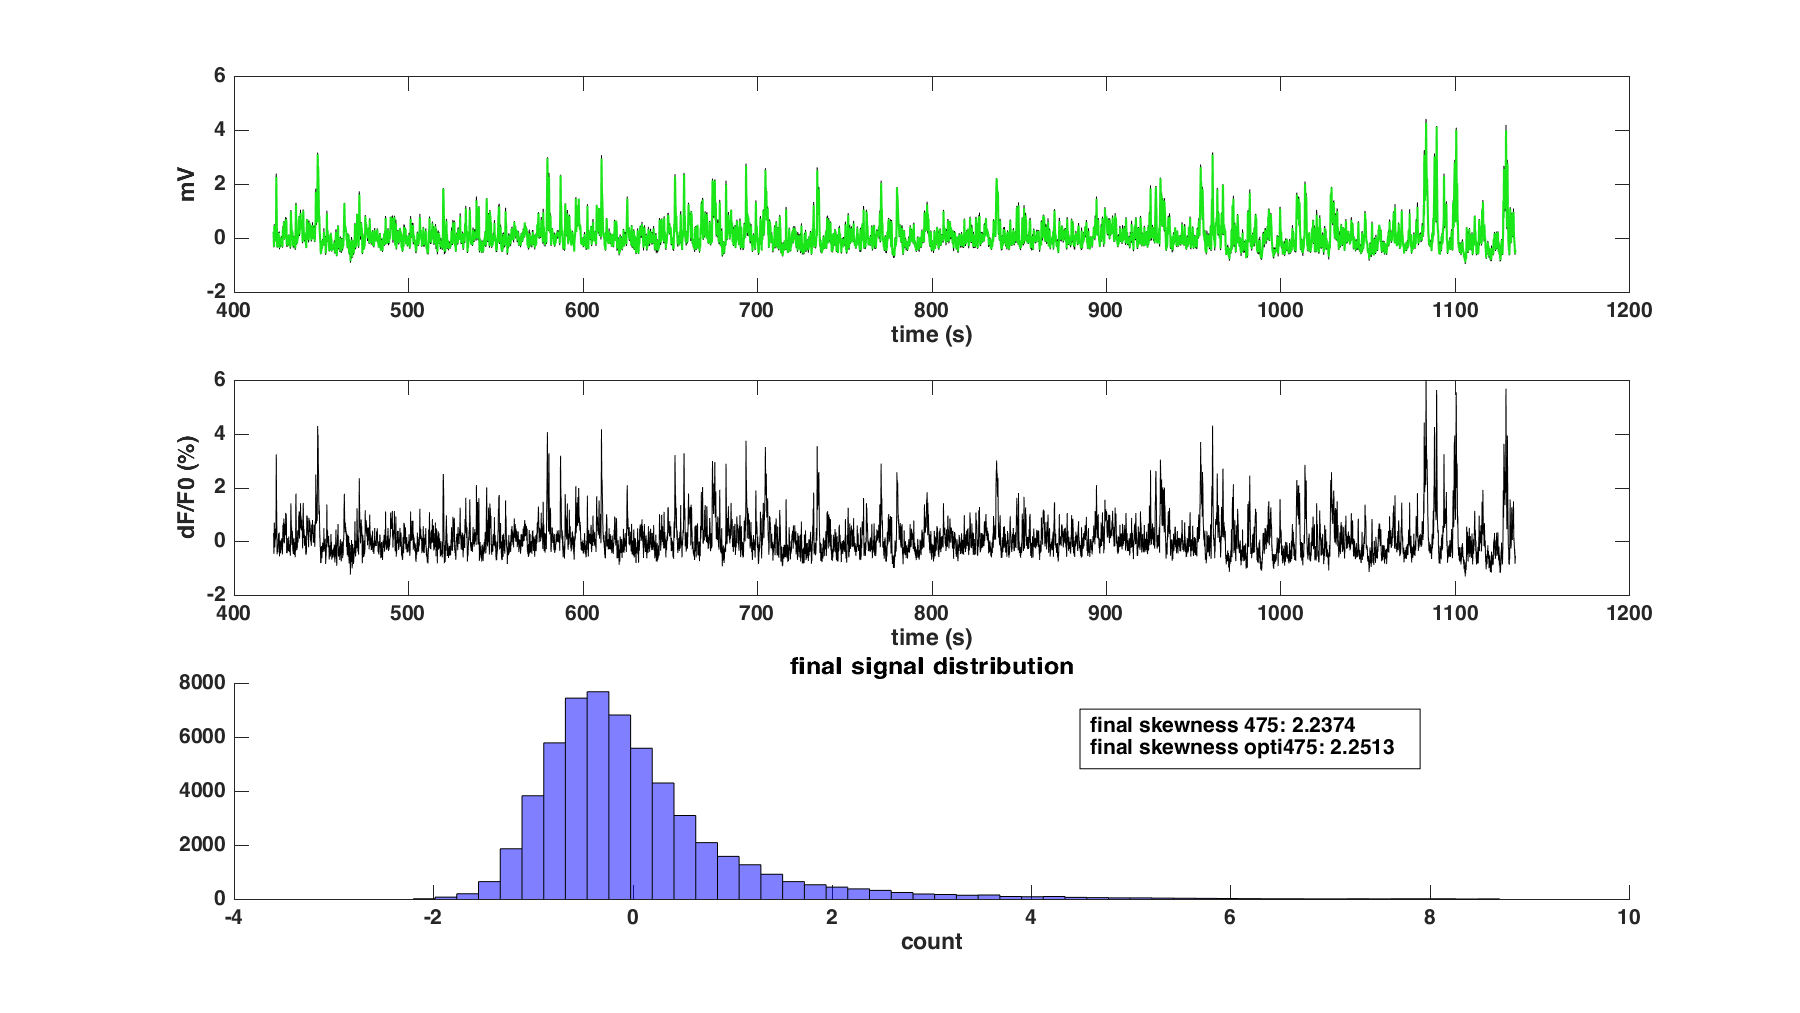 6
4
2
0
-2
mV
400 500 600 700 800 900 1000 1100 1200
time (s)
6
4
2
0
-2
dF/F0 (%)
400 500 600 700 800 900 1000 1100 1200
time (s)
final signal distribution
8000
6000
4000
2000
0
final skewness 475: 2.2374
final skewness opti475: 2.2513
-4 -2 0 2 4 6 8 10
count